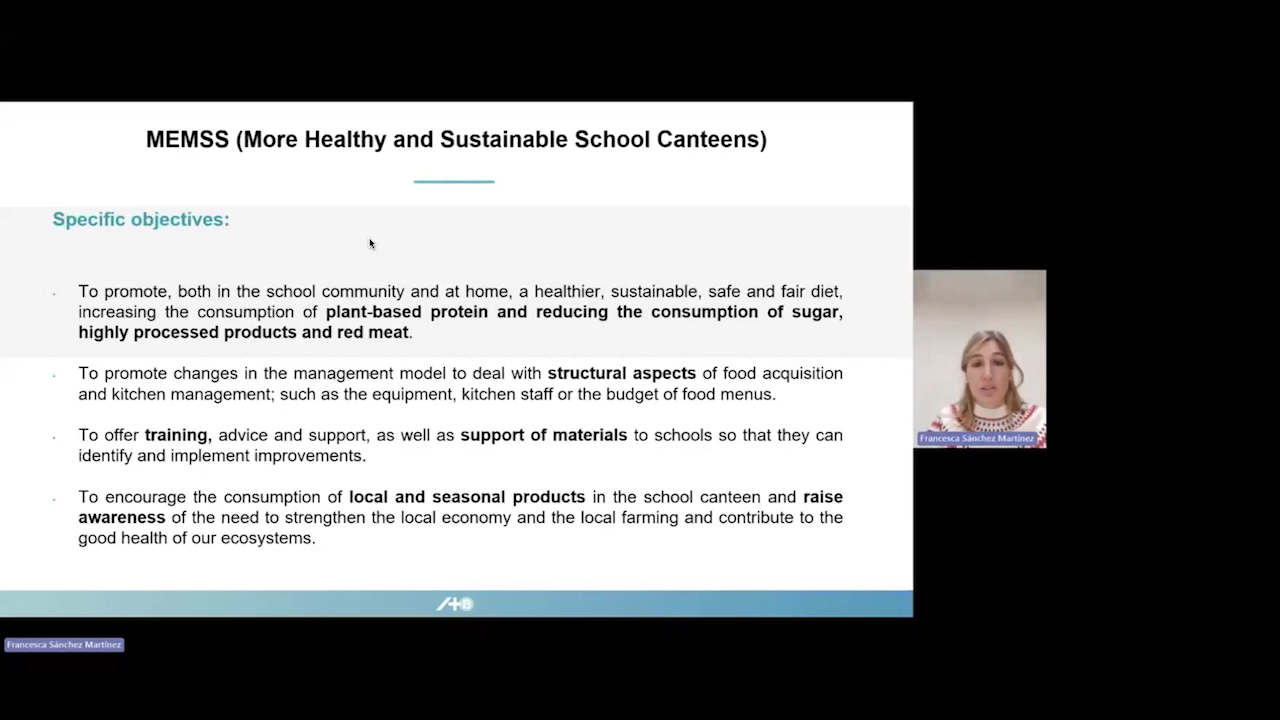 MEMSS (More Healthy and Sustainable School Canteens)
Specific objectives:
To promote, both in the school community and at home, a healthier, sustainable, safe and fair diet,
increasing the consumption of plant-based protein and reducing the consumption of sugar,
highly processed products and red meat.
To promote changes in the management model to deal with structural aspects of food acquisition
and kitchen management; such as the equipment, kitchen staff or the budget of food menus.
To offer training, advice and support, as well as support of materials to schools so that they can
identify and implement improvements.
To encourage the consumption of local and seasonal products in the school canteen and raise
awareness of the need to strengthen the local economy and the local farming and contribute to the
good health of our ecosystems.
Francesca Sánchez Martínez
Francesca Sánchez Martínez